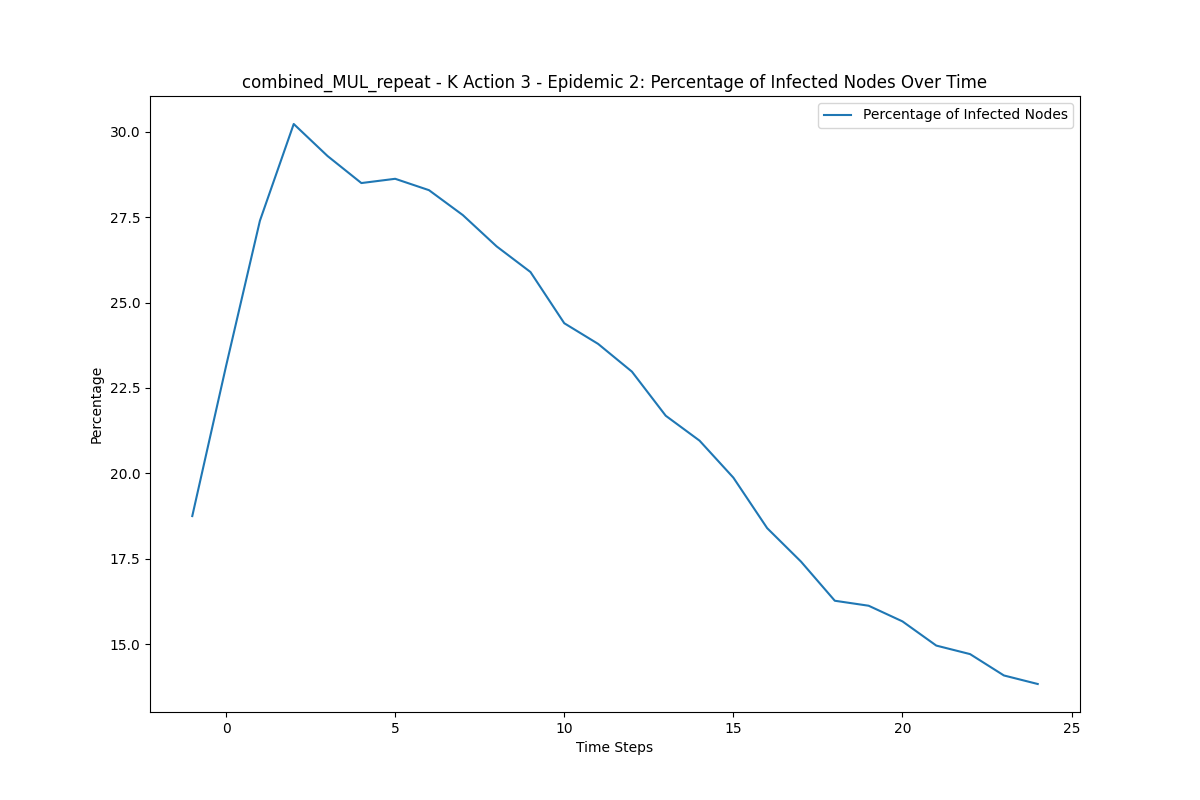 combined_MUL_repeat - K Action 3 - Epidemic 2: Percentage of Infected Nodes Over Time
Percentage of Infected Nodes
30.0
27.5
25.0
22.5
20.0
17.5
15.0
Percentage
0 5 10 15 20 25
Time Steps